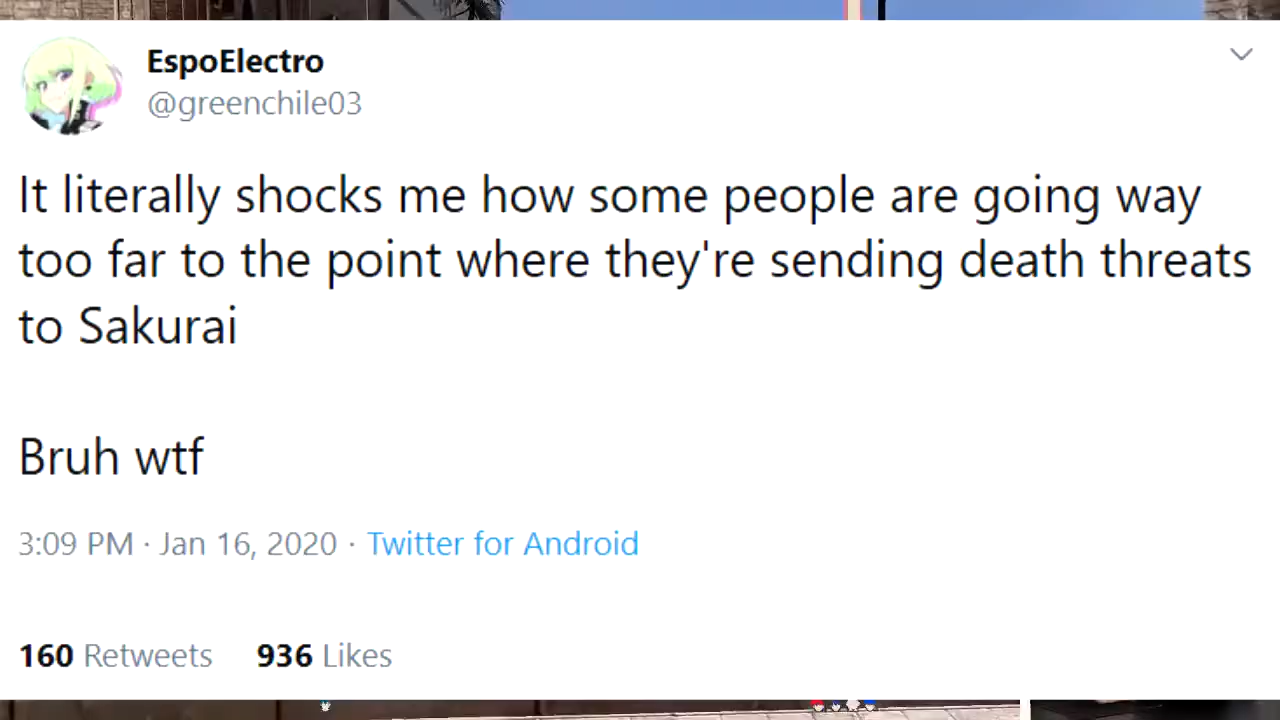 EspoElectro
@greenchile03
It literally shocks me how some people are going way
too far to the point where they're sending death threats
to Sakurai
Bruh wtf
3:09 PM · Jan 16, 2020 · Twitter for Android
160 Retweets 936 Likes